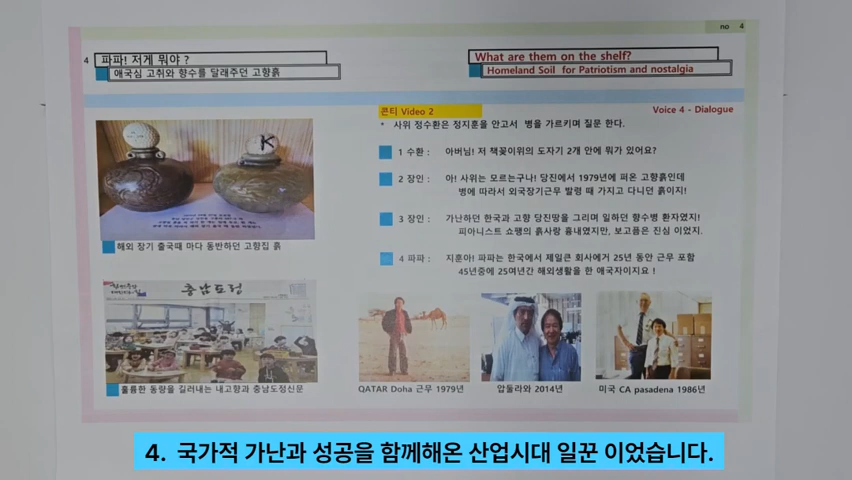 no 4
4 파파! 저게 뭐야 ?
애국심 고취와 향수를 달래주던 고향흙
What are them on the shelf?
Homeland Soil for Patriotism and nostalgia
콘티 Video 2
Voice 4 - Dialogue
* 사위 정수환은 정지훈을 안고서 병을 가르키며 질문 한다.
1 수환 : 아버님! 저 책꽂이위의 도자기 2개 안에 뭐가 있어요?
2 장인 : 아! 사위는 모르는구나! 당진에서 1979년에 퍼온 고향흙인데
병에 따라서 외국장기근무 발령 때 가지고 다니던 흙이지!
3 장인 : 가난하던 한국과 고향 당진땅을 그리며 일하던 향수병 환자였지!
피아니스트 쇼팽의 흙사랑 흉내였지만, 보고픔은 진심 이었지.
4 파파 : 지훈아! 파파는 한국에서 제일큰 회사에거 25년 동안 근무 포함
45년중에 25여년간 해외생활을 한 애국자이지요 !
K
해외 장기 출국때 마다 동반하던 고향집 흙
충남도정
훌륭한 동량을 길러내는 내고향과 충남도정신문
QATAR Doha 근무 1979년
압둘라와 2014년
미국 CA pasadena 1986년
4. 국가적 가난과 성공을 함께해온 산업시대 일꾼 이었습니다.